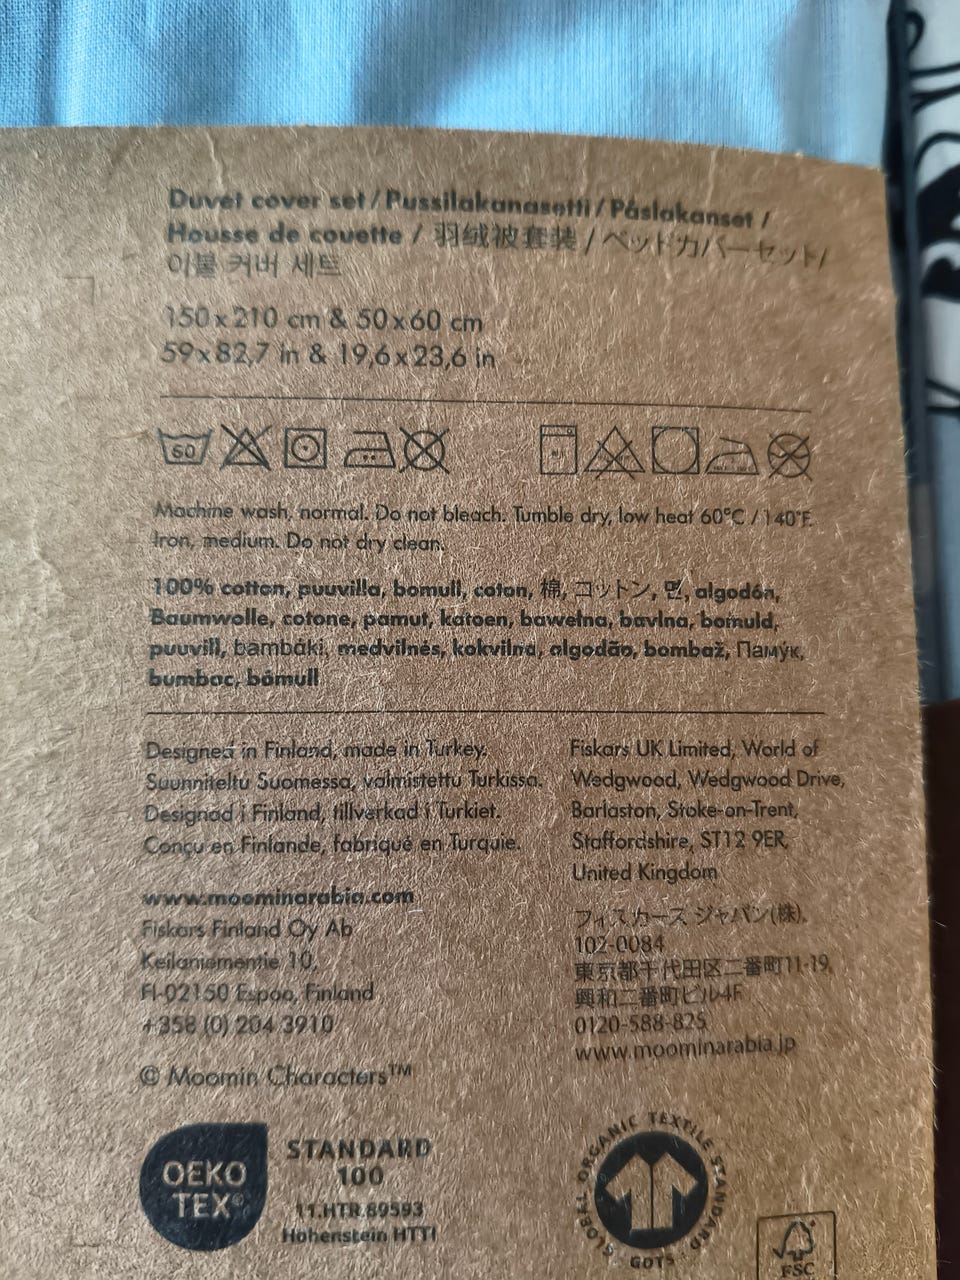 Duvet cover set / Pussilakanasetti / Påslakanset /
Housse de couette / 羽绒被套装 / ベッドカバーセット/
이불 커버 세트
150 x 210 cm & 50 x 60 cm
59 x 82,7 in & 19,6 x 23,6 in
60
Machine wash, normal. Do not bleach. Tumble dry, low heat 60°C / 140°F.
Iron, medium. Do not dry clean.
100% cotton, puuvilla, bomull, coton, 棉, コットン, 면, algodón,
Baumwolle, cotone, pamut, katoen, bawełna, bavlna, bomuld,
puuvill, bambáki, medvilnės, kokvilna, algodão, bombaž, Паму́к,
bumbac, bómull
Designed in Finland, made in Turkey.
Suunniteltu Suomessa, valmistettu Turkissa.
Designad i Finland, tillverkad i Turkiet.
Conçu en Finlande, fabriqué en Turquie.
www.moominarabia.com
Fiskars Finland Oy Ab
Keilaniementie 10,
FI-02150 Espoo, Finland
+358 (0) 204 3910
© Moomin Characters™
Fiskars UK Limited, World of
Wedgwood, Wedgwood Drive,
Barlaston, Stoke-on-Trent,
Staffordshire, ST12 9ER,
United Kingdom
フィスカース ジャパン(株),
102-0084
東京都千代田区二番町11-19,
興和二番町ビル4F
0120-588-825
www.moominarabia.jp
OEKO
TEX®
STANDARD
100
11.HTR.89593
Hohenstein HTTI
GLOBAL ORGANIC TEXTILE STANDARD
· GOTS ·
FSC